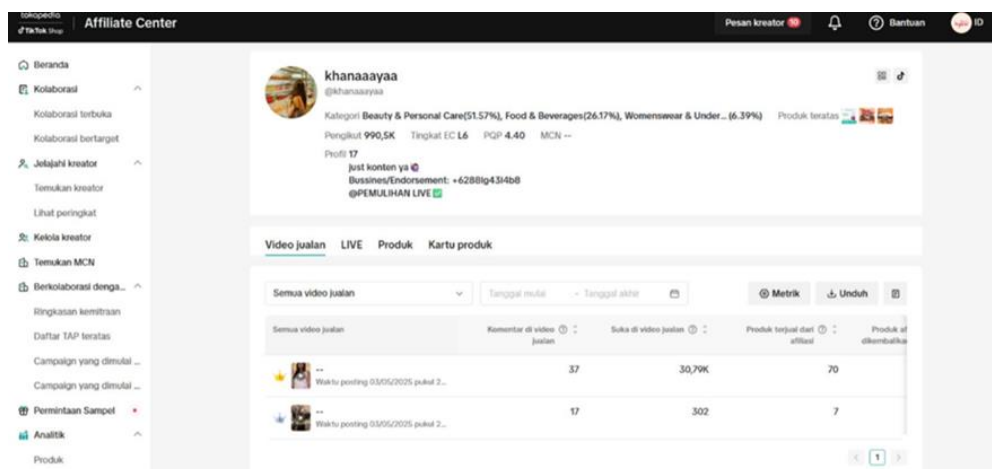 tokopedia
TikTok Shop
Affiliate Center
Pesan kreator 10
Bantuan
ID
Beranda
Kolaborasi
Kolaborasi terbuka
Kolaborasi bertarget
Jelajahi kreator
Temukan kreator
Lihat peringkat
Kelola kreator
Temukan MCN
Berkolaborasi denga...
Ringkasan kemitraan
Daftar TAP teratas
Campaign yang dimulai ...
Campaign yang dimulai ...
Permintaan Sampel
Analitik
Produk
khanaaayaa
@khanaaayaa
Kategori Beauty & Personal Care(51.57%), Food & Beverages(26.17%), Womenswear & Under... (6.39%) Produk teratas
Pengikut 990,5K Tingkat EC L6 PQP 4.40 MCN --
Profil 17
just konten ya
Bussines/Endorsement:
@PEMULIHAN LIVE✅
Video jualan LIVE Produk Kartu produk
Semua video jualan
Tanggal mulai - Tanggal akhir
Metrik
Unduh
Semua video jualan
Komentar di video jualan
Suka di video jualan
Produk terjual dari afiliasi
Produk af
dikembalika
--
37 30,79K 70
Waktu posting 03/05/2025 pukul 2...
--
17 302 7
Waktu posting 03/05/2025 pukul 2...
< 1 >